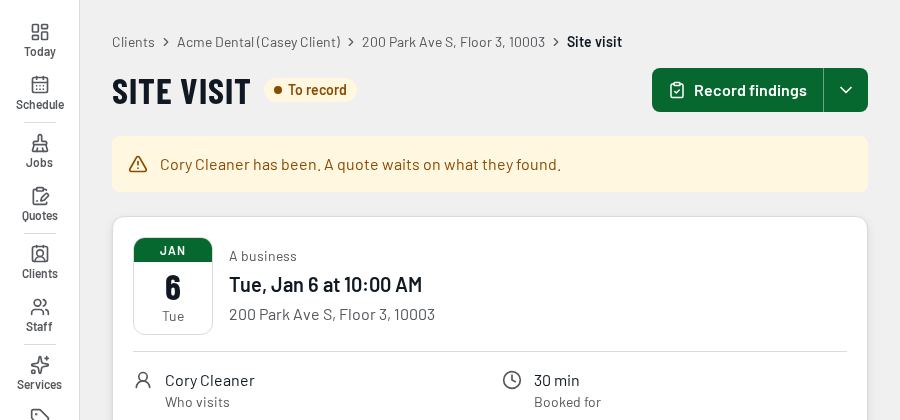 Today
Schedule
Jobs
Quotes
Clients
Staff
Services
Clients > Acme Dental (Casey Client) > 200 Park Ave S, Floor 3, 10003 > Site visit
SITE VISIT
To record
Record findings
Cory Cleaner has been. A quote waits on what they found.
JAN
6
Tue
A business
Tue, Jan 6 at 10:00 AM
200 Park Ave S, Floor 3, 10003
Cory Cleaner
Who visits
30 min
Booked for